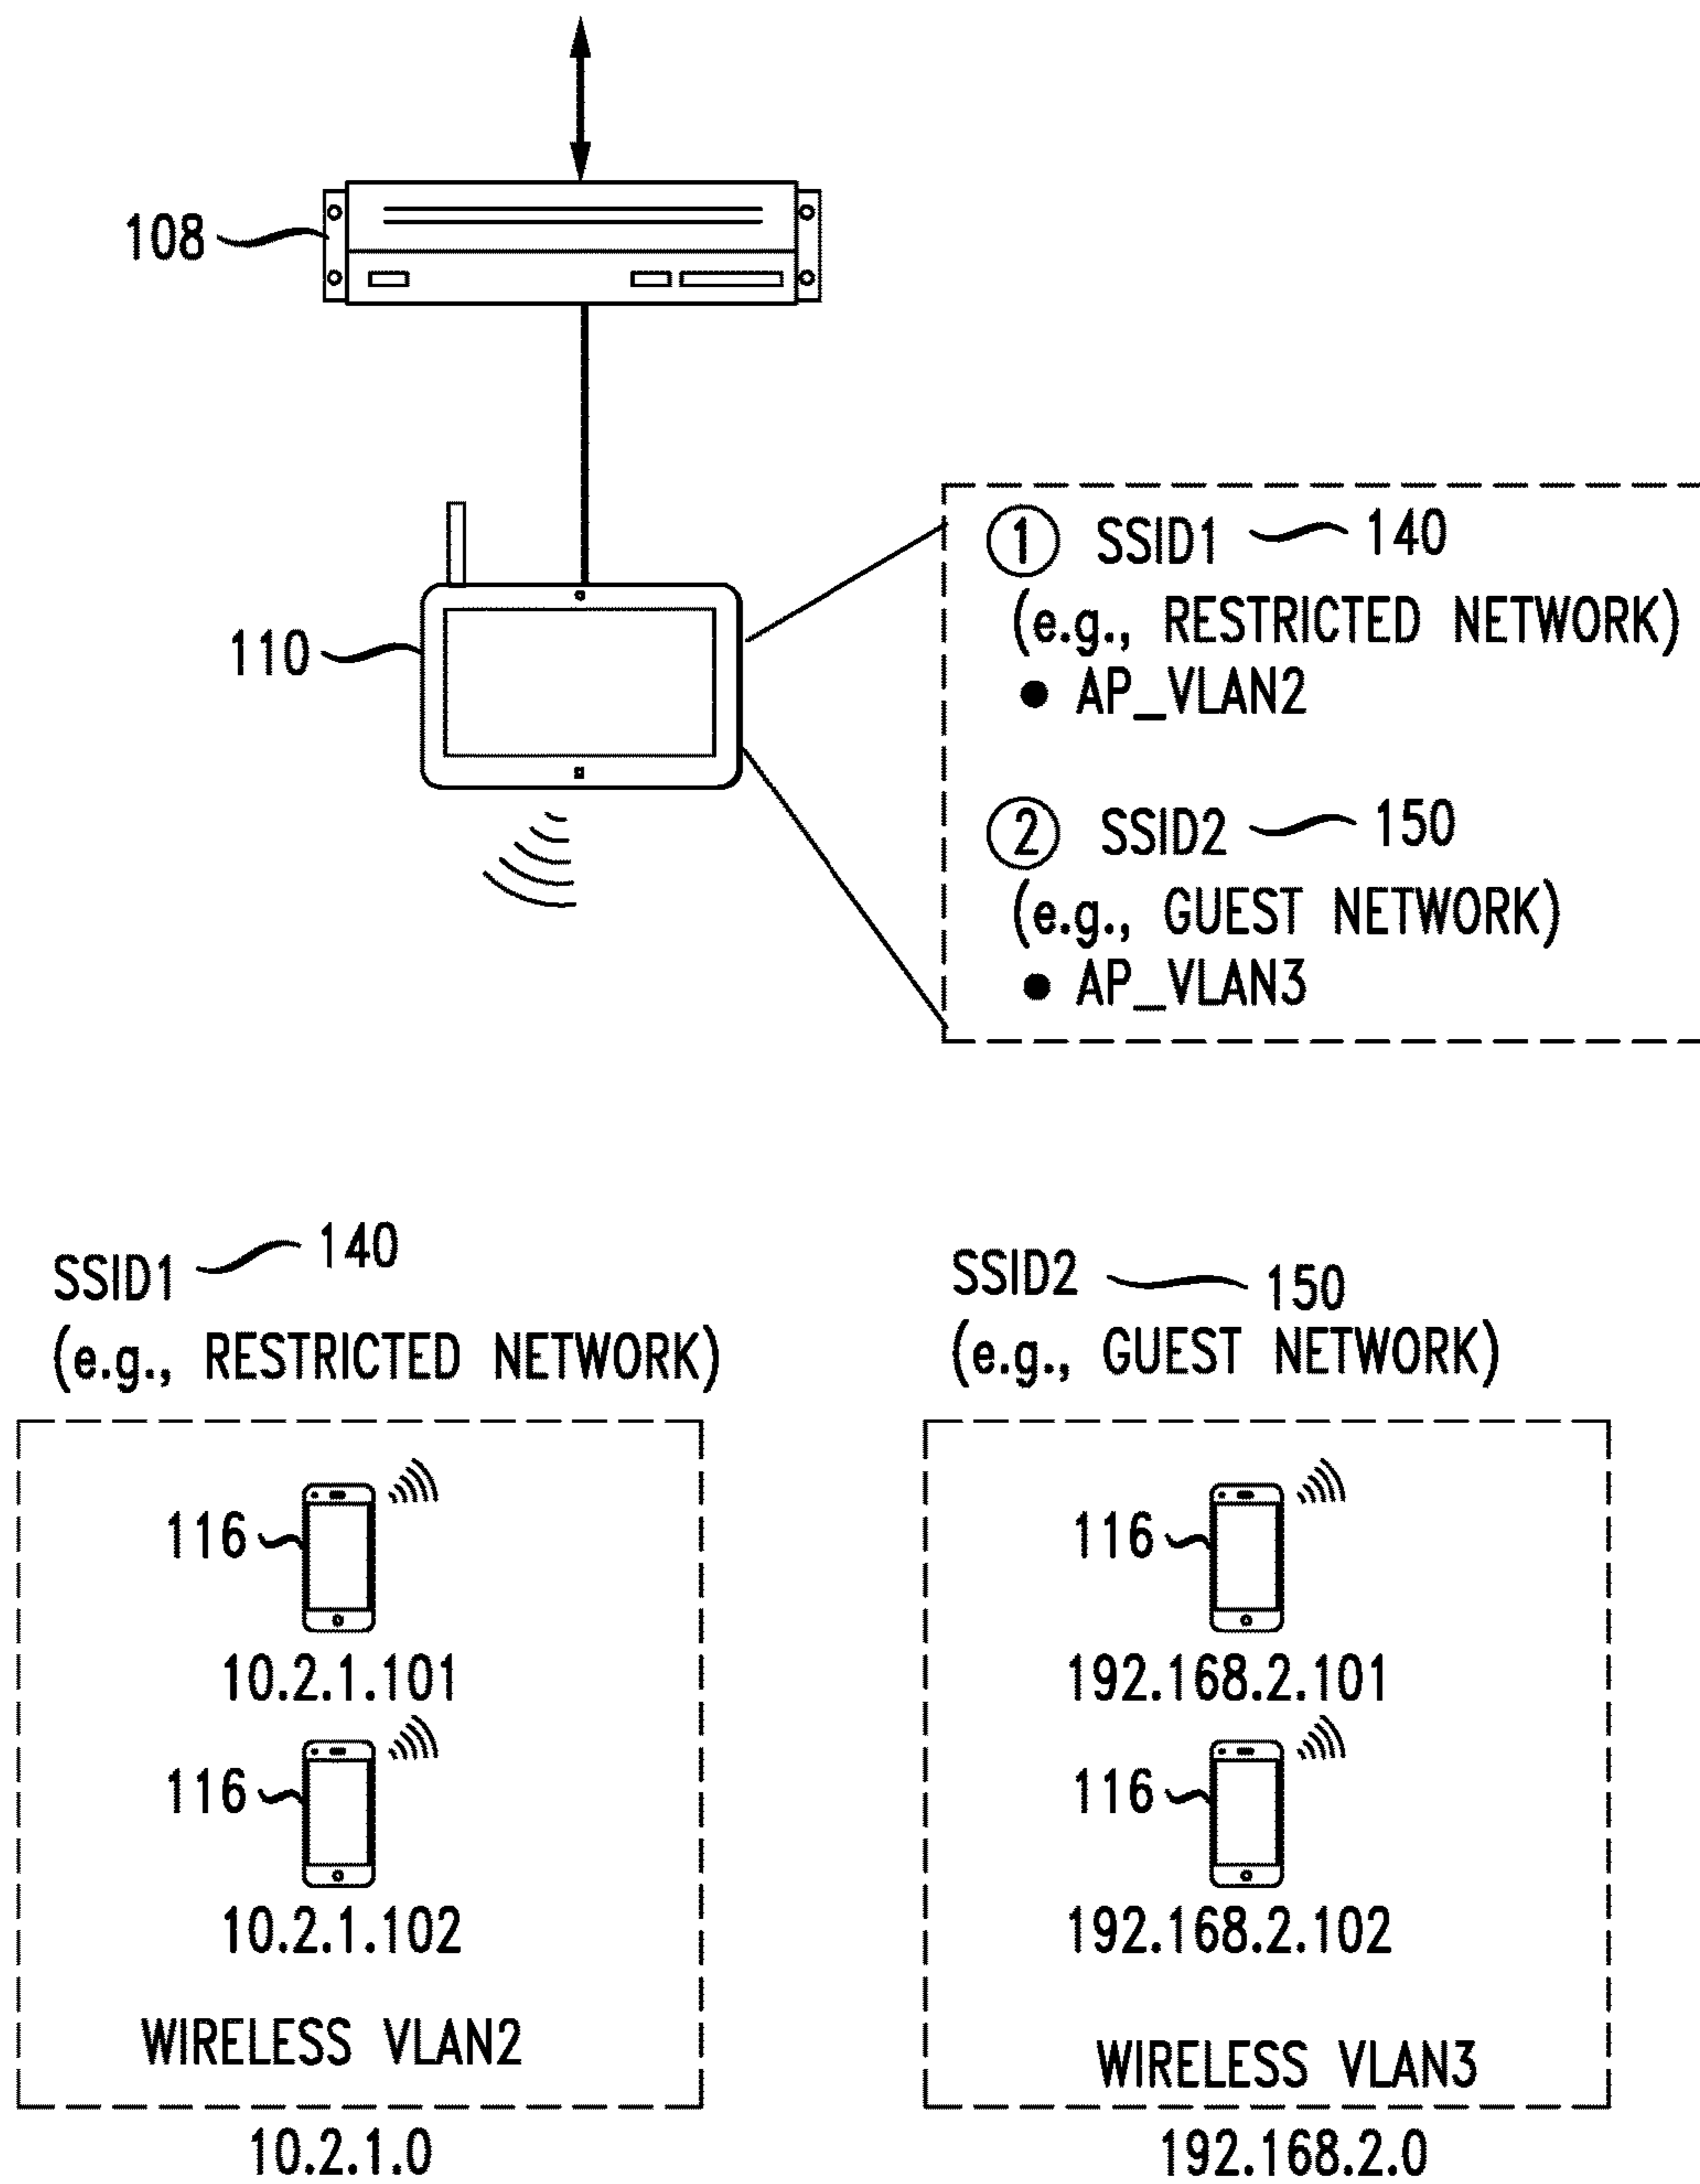 108
110
① SSID1 140
(e.g., RESTRICTED NETWORK)
● AP_VLAN2
② SSID2 150
(e.g., GUEST NETWORK)
● AP_VLAN3
SSID1 140
(e.g., RESTRICTED NETWORK)
116
10.2.1.101
116
10.2.1.102
WIRELESS VLAN2
10.2.1.0
SSID2 150
(e.g., GUEST NETWORK)
116
192.168.2.101
116
192.168.2.102
WIRELESS VLAN3
192.168.2.0